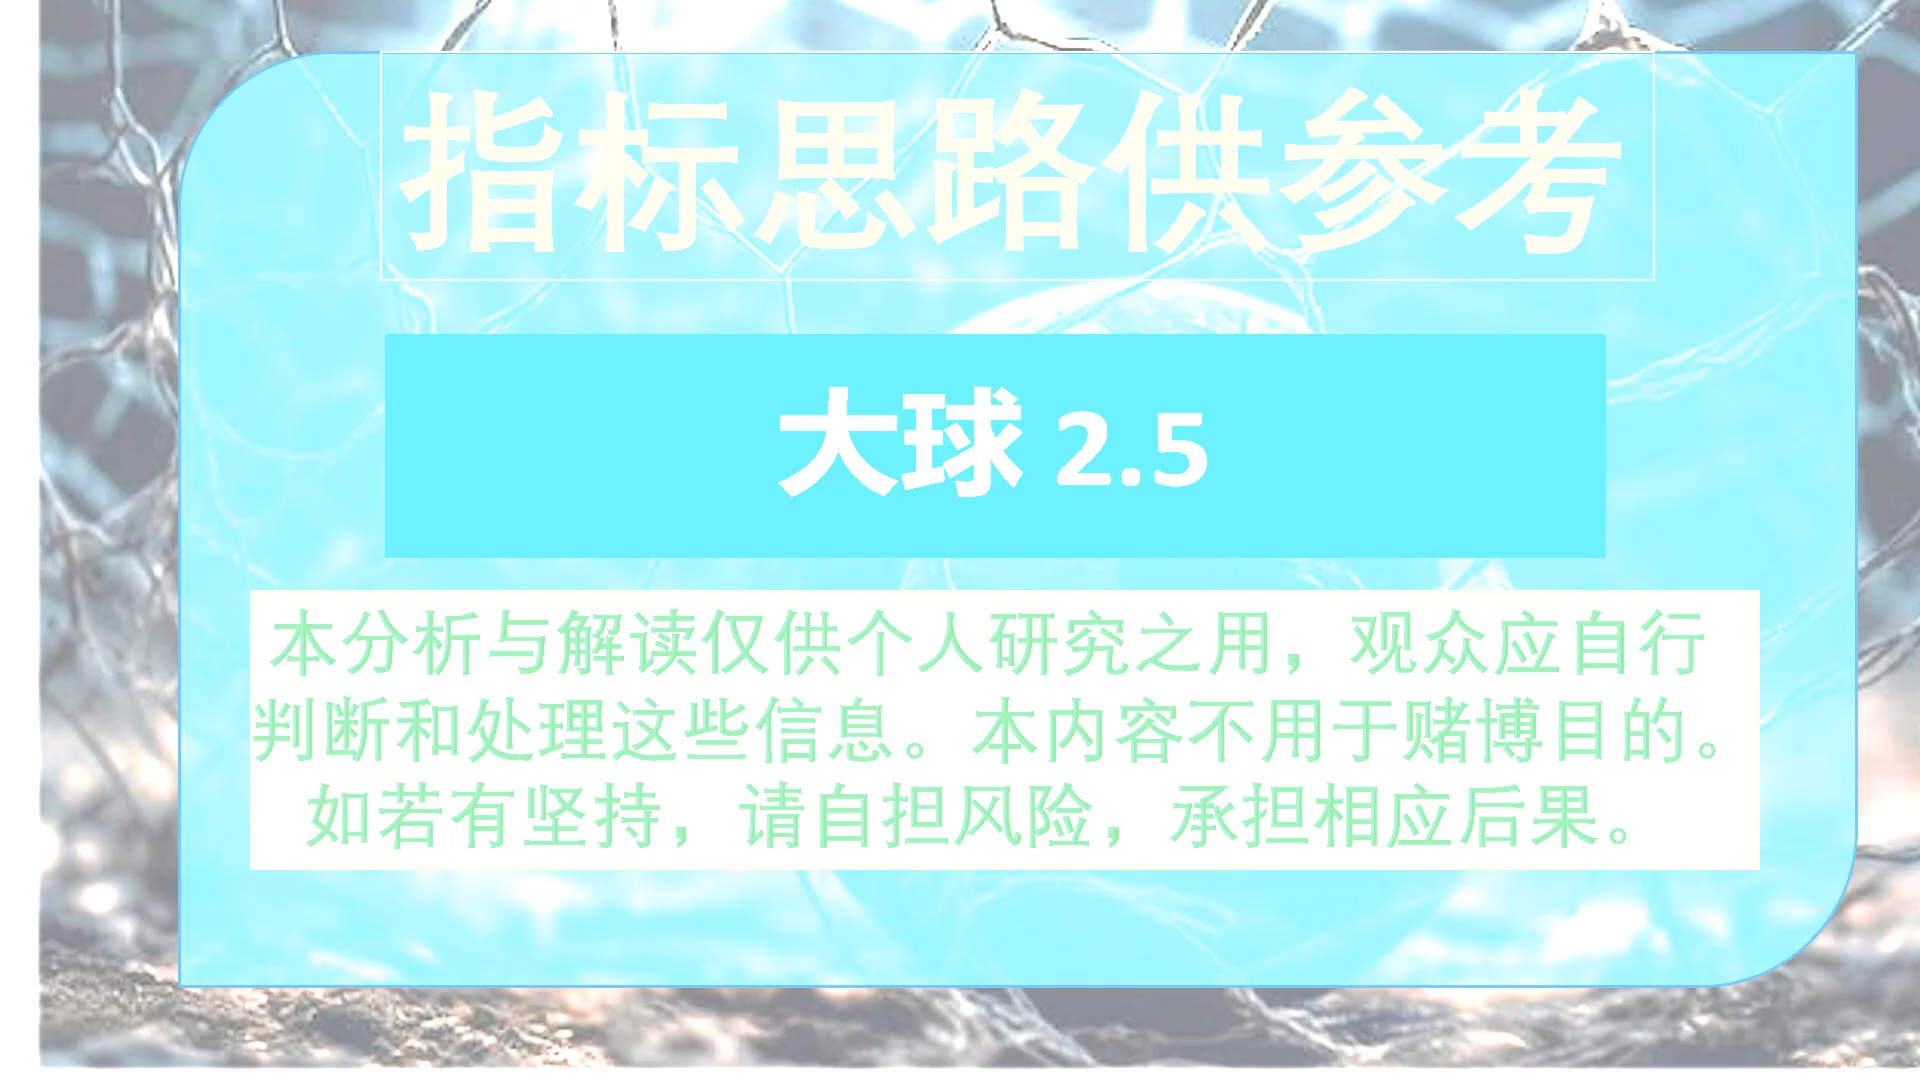 指标思路供参考
大球 2.5
本分析与解读仅供个人研究之用，观众应自行
判断和处理这些信息。本内容不用于赌博目的。
如若有坚持，请自担风险，承担相应后果。